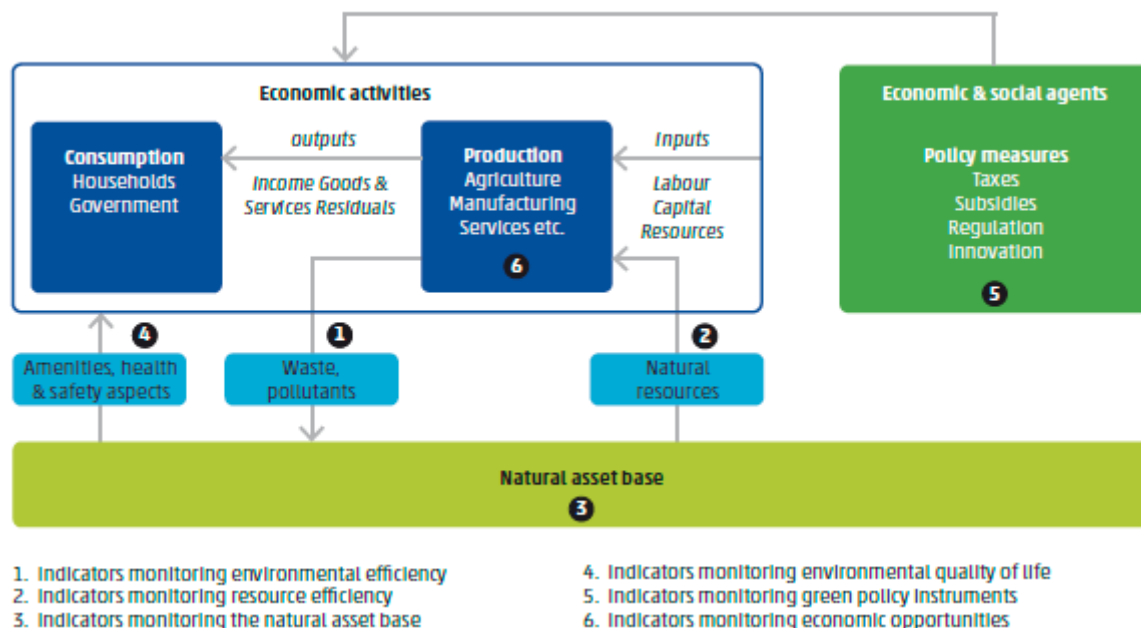 Economic activities
Consumption
Households
Government
outputs
Income Goods &
Services Residuals
Production
Agriculture
Manufacturing
Services etc.
6
Inputs
Labour
Capital
Resources
Economic & social agents
Policy measures
Taxes
Subsidies
Regulation
Innovation
5
4
1
2
Amenities, health
& safety aspects
Waste,
pollutants
Natural
resources
Natural asset base
3
1. Indicators monitoring environmental efficiency
2. Indicators monitoring resource efficiency
3. Indicators monitoring the natural asset base
4. Indicators monitoring environmental quality of life
5. Indicators monitoring green policy instruments
6. Indicators monitoring economic opportunities